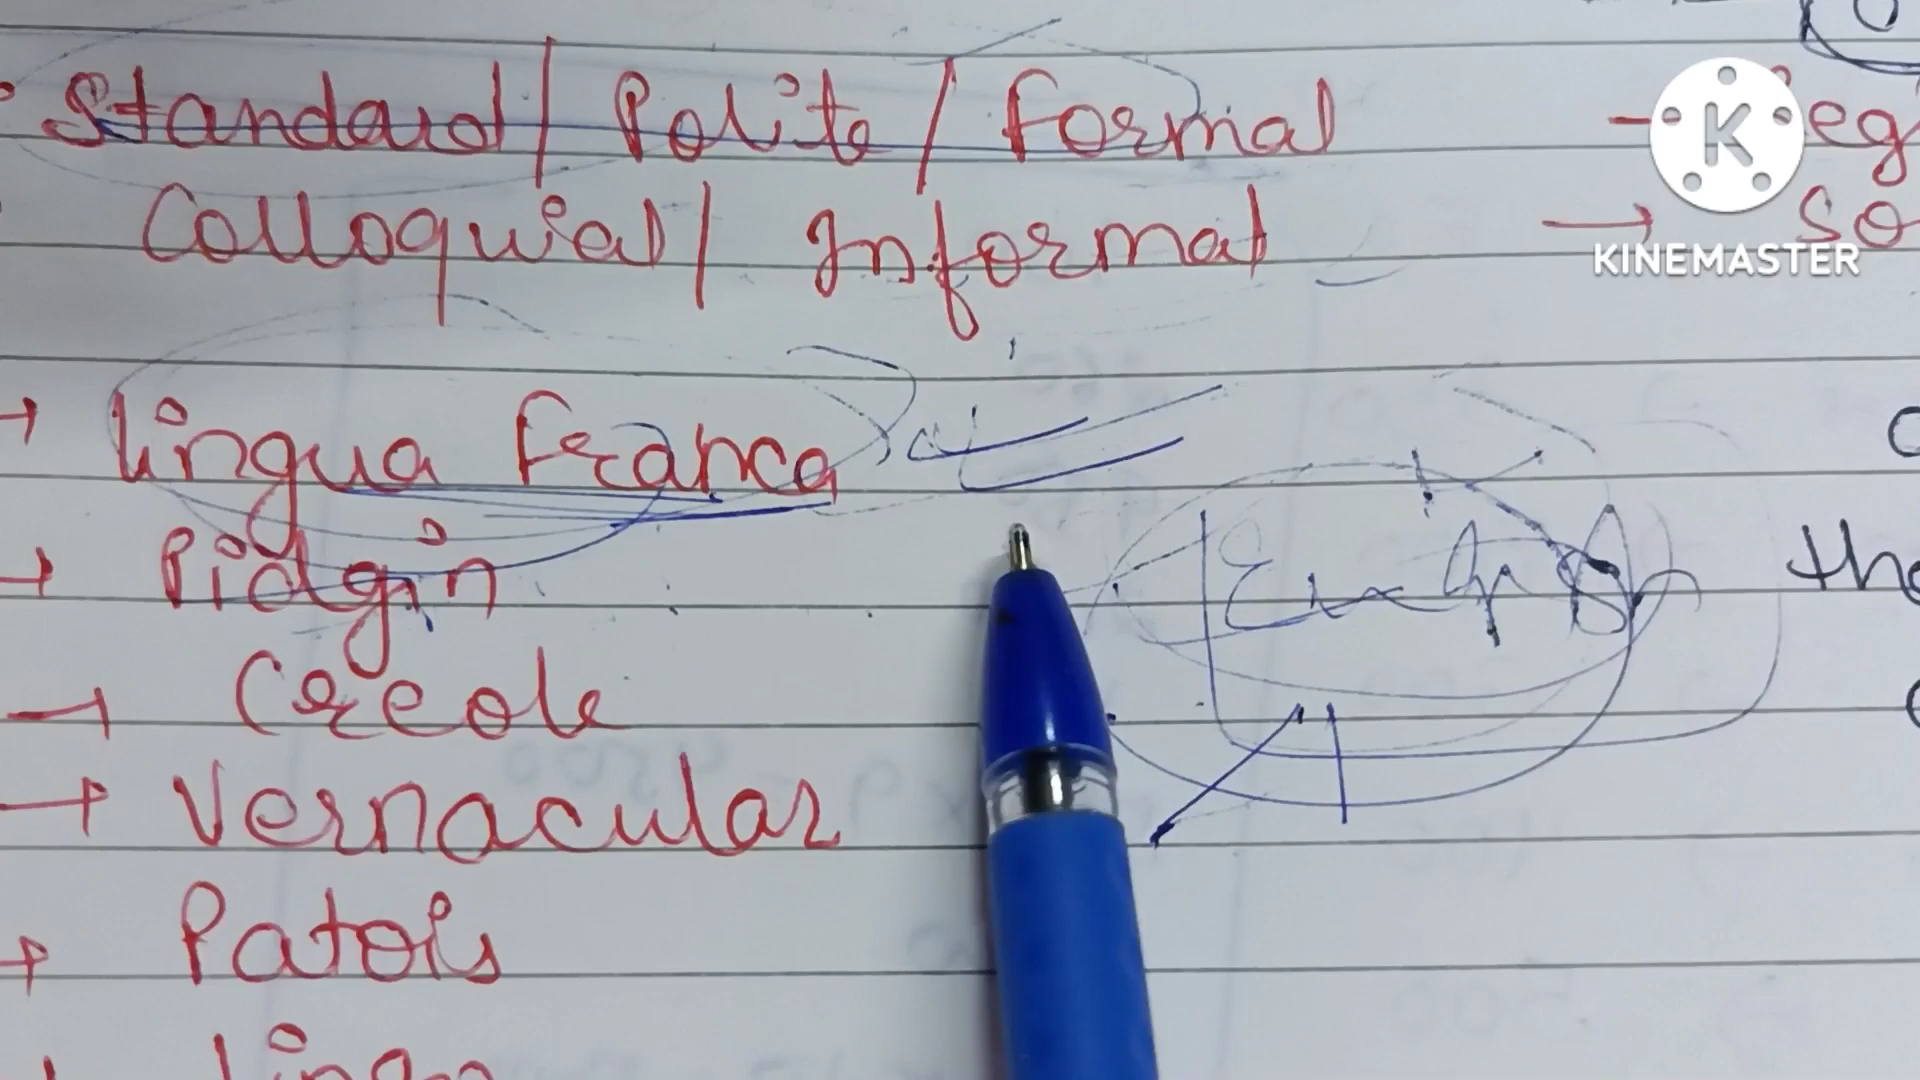 Standard / Polite / Formal
Colloquial / Informal
→ lingua franca
→ Pidgin
→ Creole
→ Vernacular
→ Patois
KINEMASTER